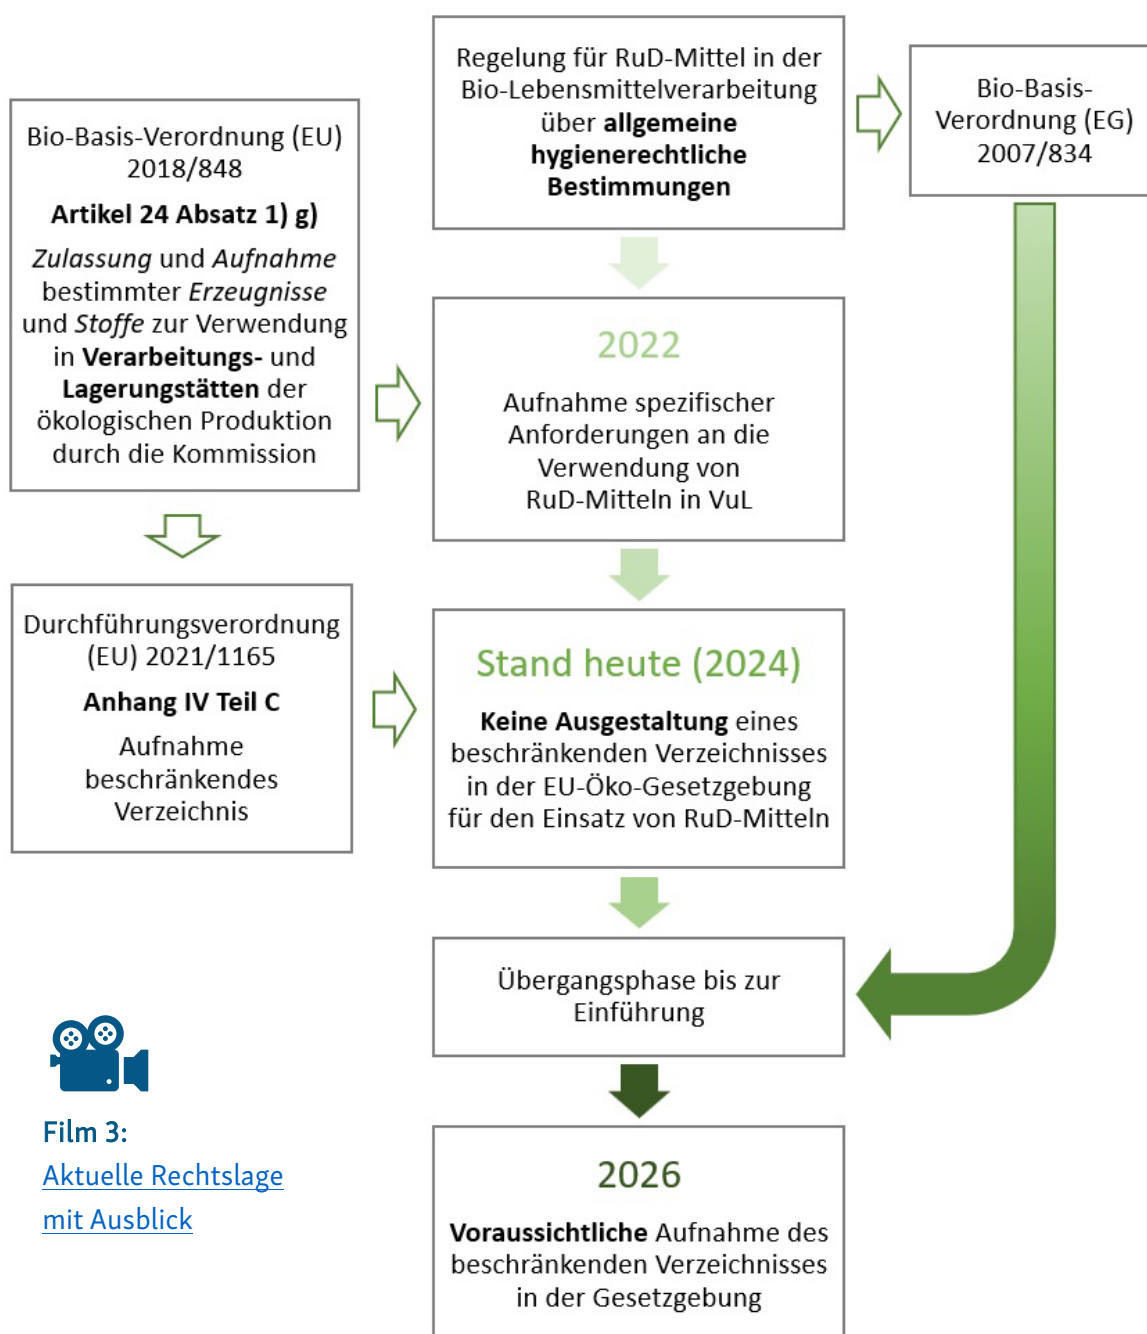 Regelung für RuD-Mittel in der
Bio-Lebensmittelverarbeitung
über allgemeine
hygienerechtliche
Bestimmungen
Bio-Basis-
Verordnung (EG)
2007/834
Bio-Basis-Verordnung (EU)
2018/848
Artikel 24 Absatz 1) g)
Zulassung und Aufnahme
bestimmter Erzeugnisse
und Stoffe zur Verwendung
in Verarbeitungs- und
Lagerungstätten der
ökologischen Produktion
durch die Kommission
2022
Aufnahme spezifischer
Anforderungen an die
Verwendung von
RuD-Mitteln in VuL
Durchführungsverordnung
(EU) 2021/1165
Anhang IV Teil C
Aufnahme
beschränkendes
Verzeichnis
Stand heute (2024)
Keine Ausgestaltung eines
beschränkenden Verzeichnisses
in der EU-Öko-Gesetzgebung
für den Einsatz von RuD-Mitteln
Übergangsphase bis zur
Einführung
Film 3:
Aktuelle Rechtslage
mit Ausblick
2026
Voraussichtliche Aufnahme des
beschränkenden Verzeichnisses
in der Gesetzgebung